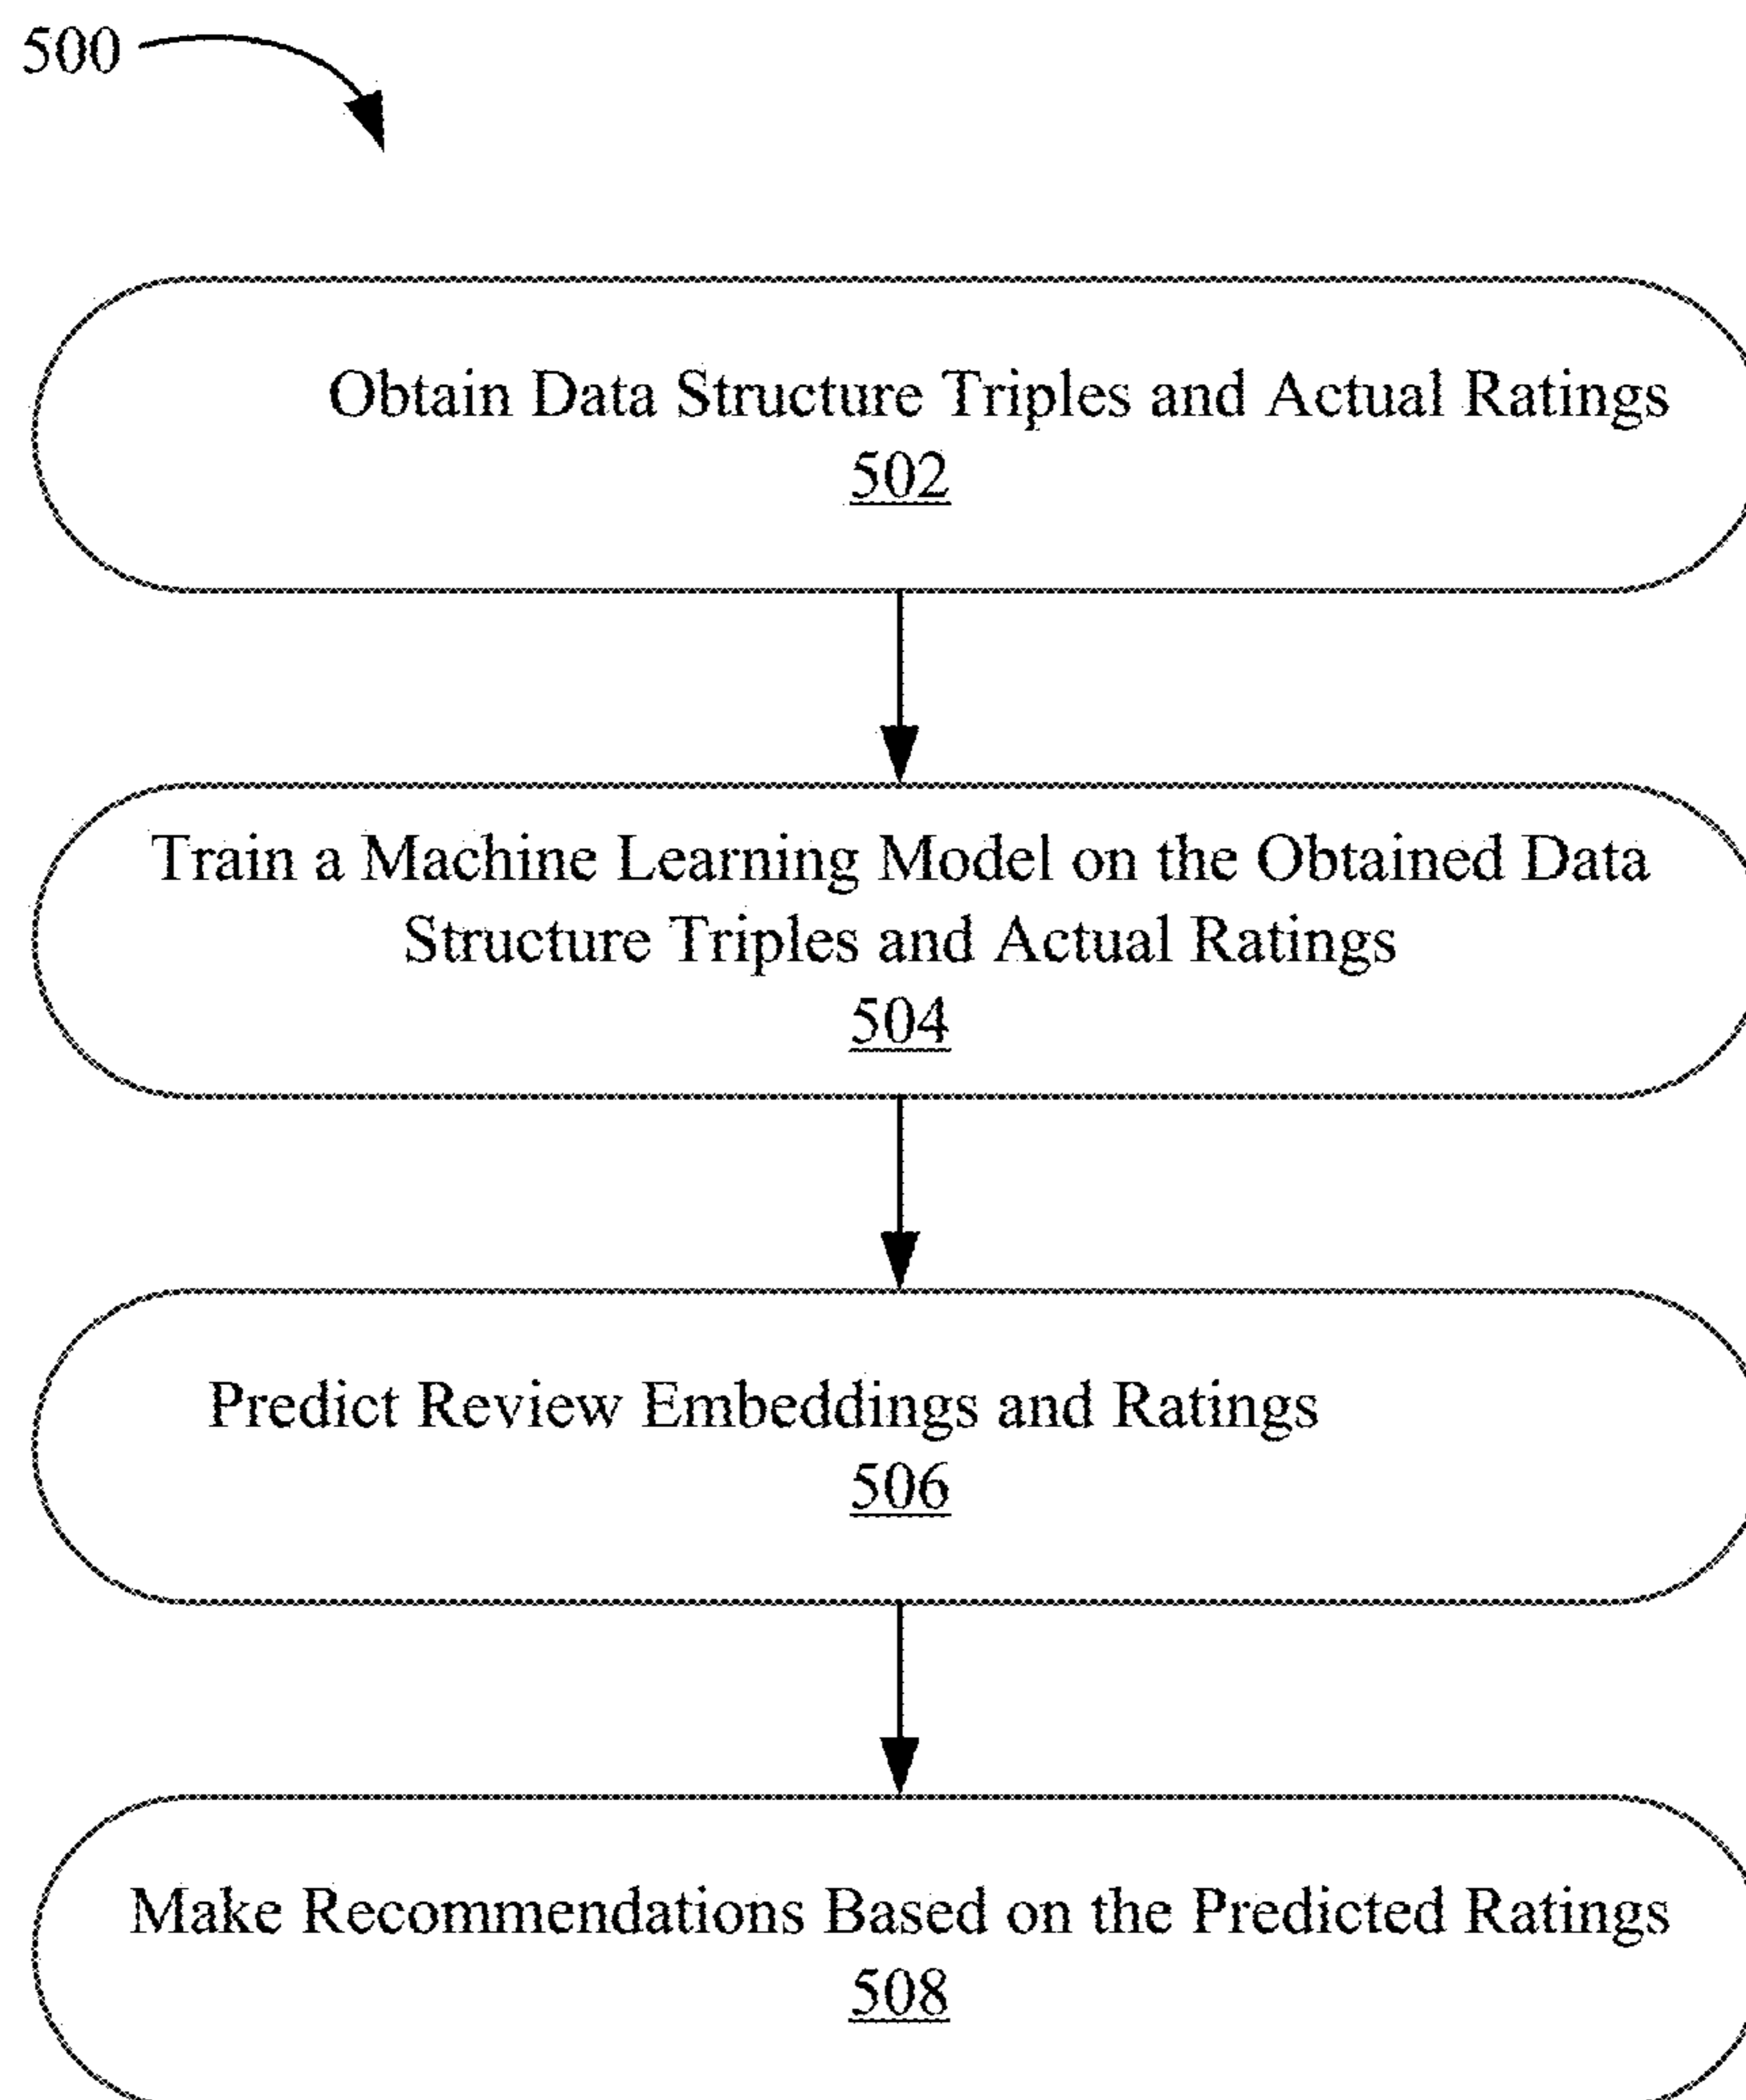 500
Obtain Data Structure Triples and Actual Ratings
502
Train a Machine Learning Model on the Obtained Data
Structure Triples and Actual Ratings
504
Predict Review Embeddings and Ratings
506
Make Recommendations Based on the Predicted Ratings
508